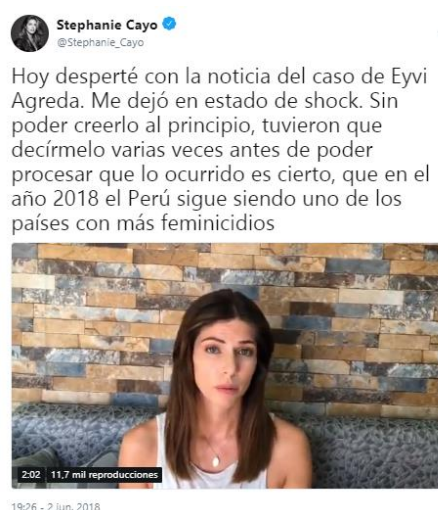 Stephanie Cayo
@Stephanie_Cayo
Hoy desperté con la noticia del caso de Eyvi
Agreda. Me dejó en estado de shock. Sin
poder creerlo al principio, tuvieron que
decírmelo varias veces antes de poder
procesar que lo ocurrido es cierto, que en el
año 2018 el Perú sigue siendo uno de los
países con más feminicidios
2:02 11,7 mil reproducciones
19:26 - 2 jun. 2018